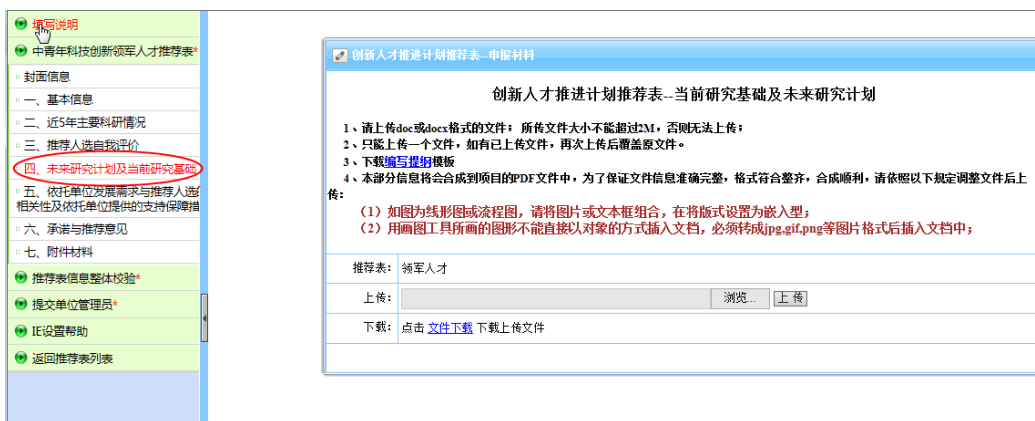 填写说明
中青年科技创新领军人才推荐表*
封面信息
一、基本信息
二、近5年主要科研情况
三、推荐人选自我评价
四、未来研究计划及当前研究基础
五、依托单位发展需求与推荐人选的
相关性及依托单位提供的支持保障措
六、承诺与推荐意见
七、附件材料
推荐表信息整体校验*
提交单位管理员*
IE设置帮助
返回推荐表列表
创新人才推进计划推荐表--申报材料
创新人才推进计划推荐表--当前研究基础及未来研究计划
1、请上传doc或docx格式的文件; 所传文件大小不能超过2M，否则无法上传;
2、只能上传一个文件，如有已上传文件，再次上传后覆盖原文件。
3、下载编写提纲模板
4、本部分信息将会合成到项目的PDF文件中，为了保证文件信息准确完整，格式符合整齐，合成顺利，请依照以下规定调整文件后上
传:
（1）如图为线形图或流程图，请将图片或文本框组合，在将版式设置为嵌入型;
（2）用画图工具所画的图形不能直接以对象的方式插入文档，必须转成jpg,gif,png等图片格式后插入文档中;
推荐表: 领军人才
上传: 浏览... 上传
下载: 点击 文件下载 下载上传文件